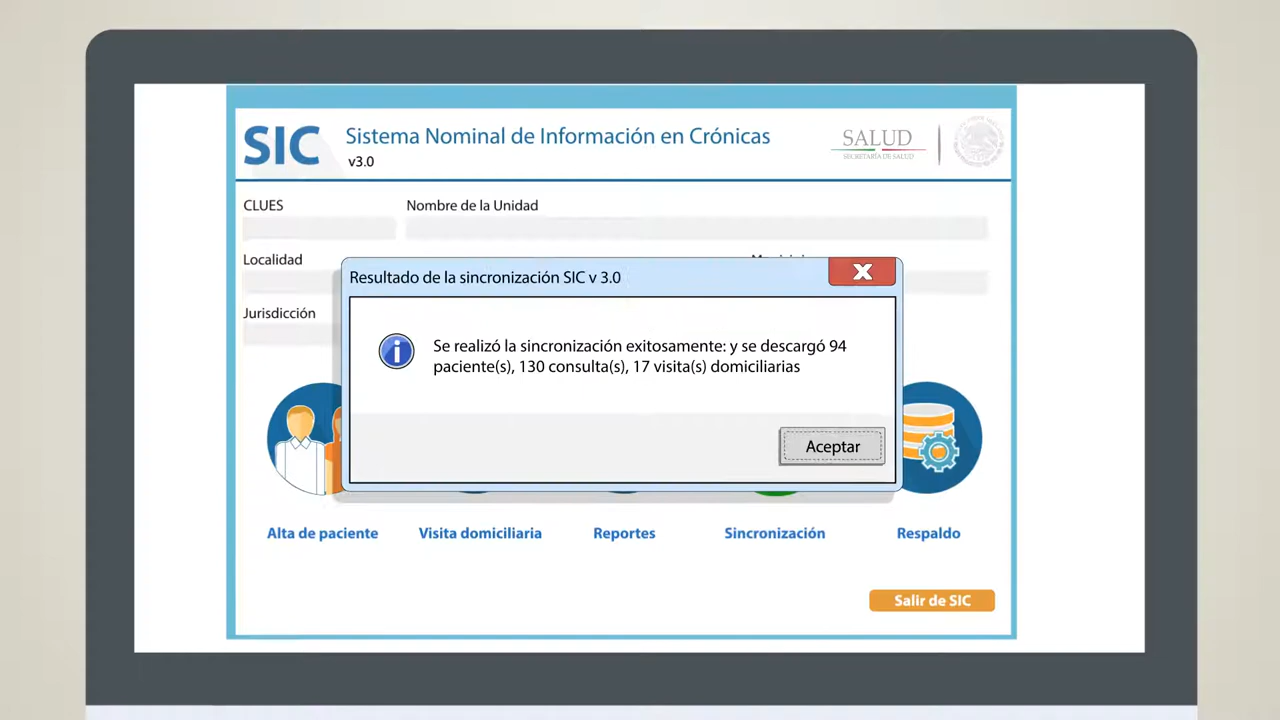 SIC
Sistema Nominal de Información en Crónicas
v3.0
SALUD
SECRETARÍA DE SALUD
CLUES
Nombre de la Unidad
Localidad
Jurisdicción
Resultado de la sincronización SIC v 3.0
Se realizó la sincronización exitosamente: y se descargó 94
paciente(s), 130 consulta(s), 17 visita(s) domiciliarias
Aceptar
Alta de paciente
Visita domiciliaria
Reportes
Sincronización
Respaldo
Salir de SIC